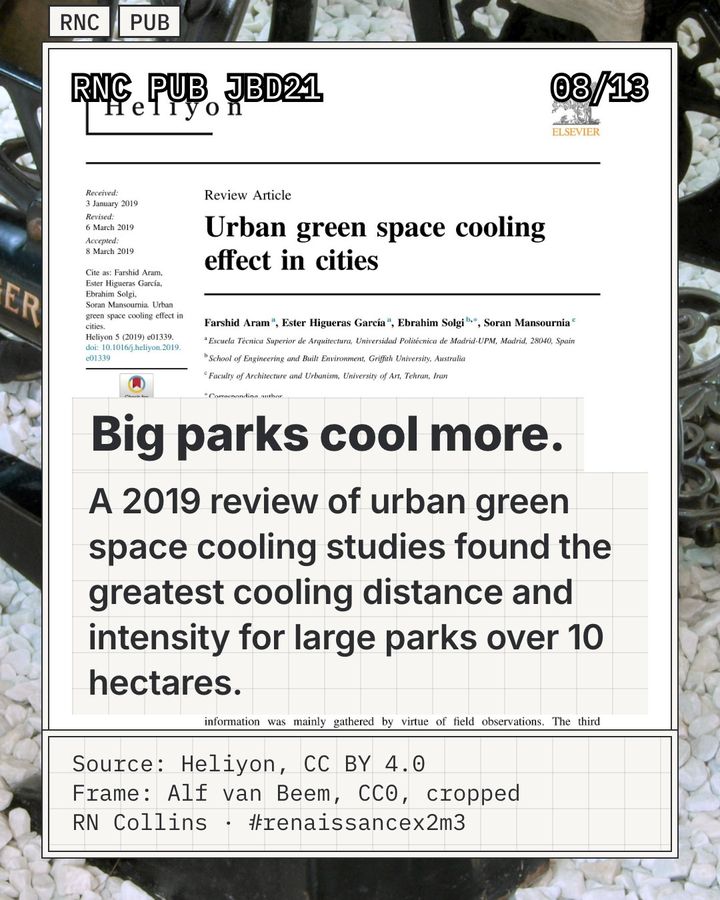 RNC PUB
RNC PUB JBD21 08/13
Heliyon
ELSEVIER
Received:
3 January 2019
Revised:
6 March 2019
Accepted:
8 March 2019
Cite as: Farshid Aram,
Ester Higueras García,
Ebrahim Solgi,
Soran Mansournia. Urban
green space cooling effect in
cities.
Heliyon 5 (2019) e01339.
doi: 10.1016/j.heliyon.2019.
e01339
Review Article
Urban green space cooling
effect in cities
Farshid Aram a, Ester Higueras García a, Ebrahim Solgi b,*, Soran Mansournia c
a Escuela Técnica Superior de Arquitectura, Universidad Politécnica de Madrid-UPM, Madrid, 28040, Spain
b School of Engineering and Built Environment, Griffith University, Australia
c Faculty of Architecture and Urbanism, University of Art, Tehran, Iran
* Corresponding author.
Big parks cool more.
A 2019 review of urban green
space cooling studies found the
greatest cooling distance and
intensity for large parks over 10
hectares.
information was mainly gathered by virtue of field observations. The third
Source: Heliyon, CC BY 4.0
Frame: Alf van Beem, CC0, cropped
RN Collins · #renaissancex2m3